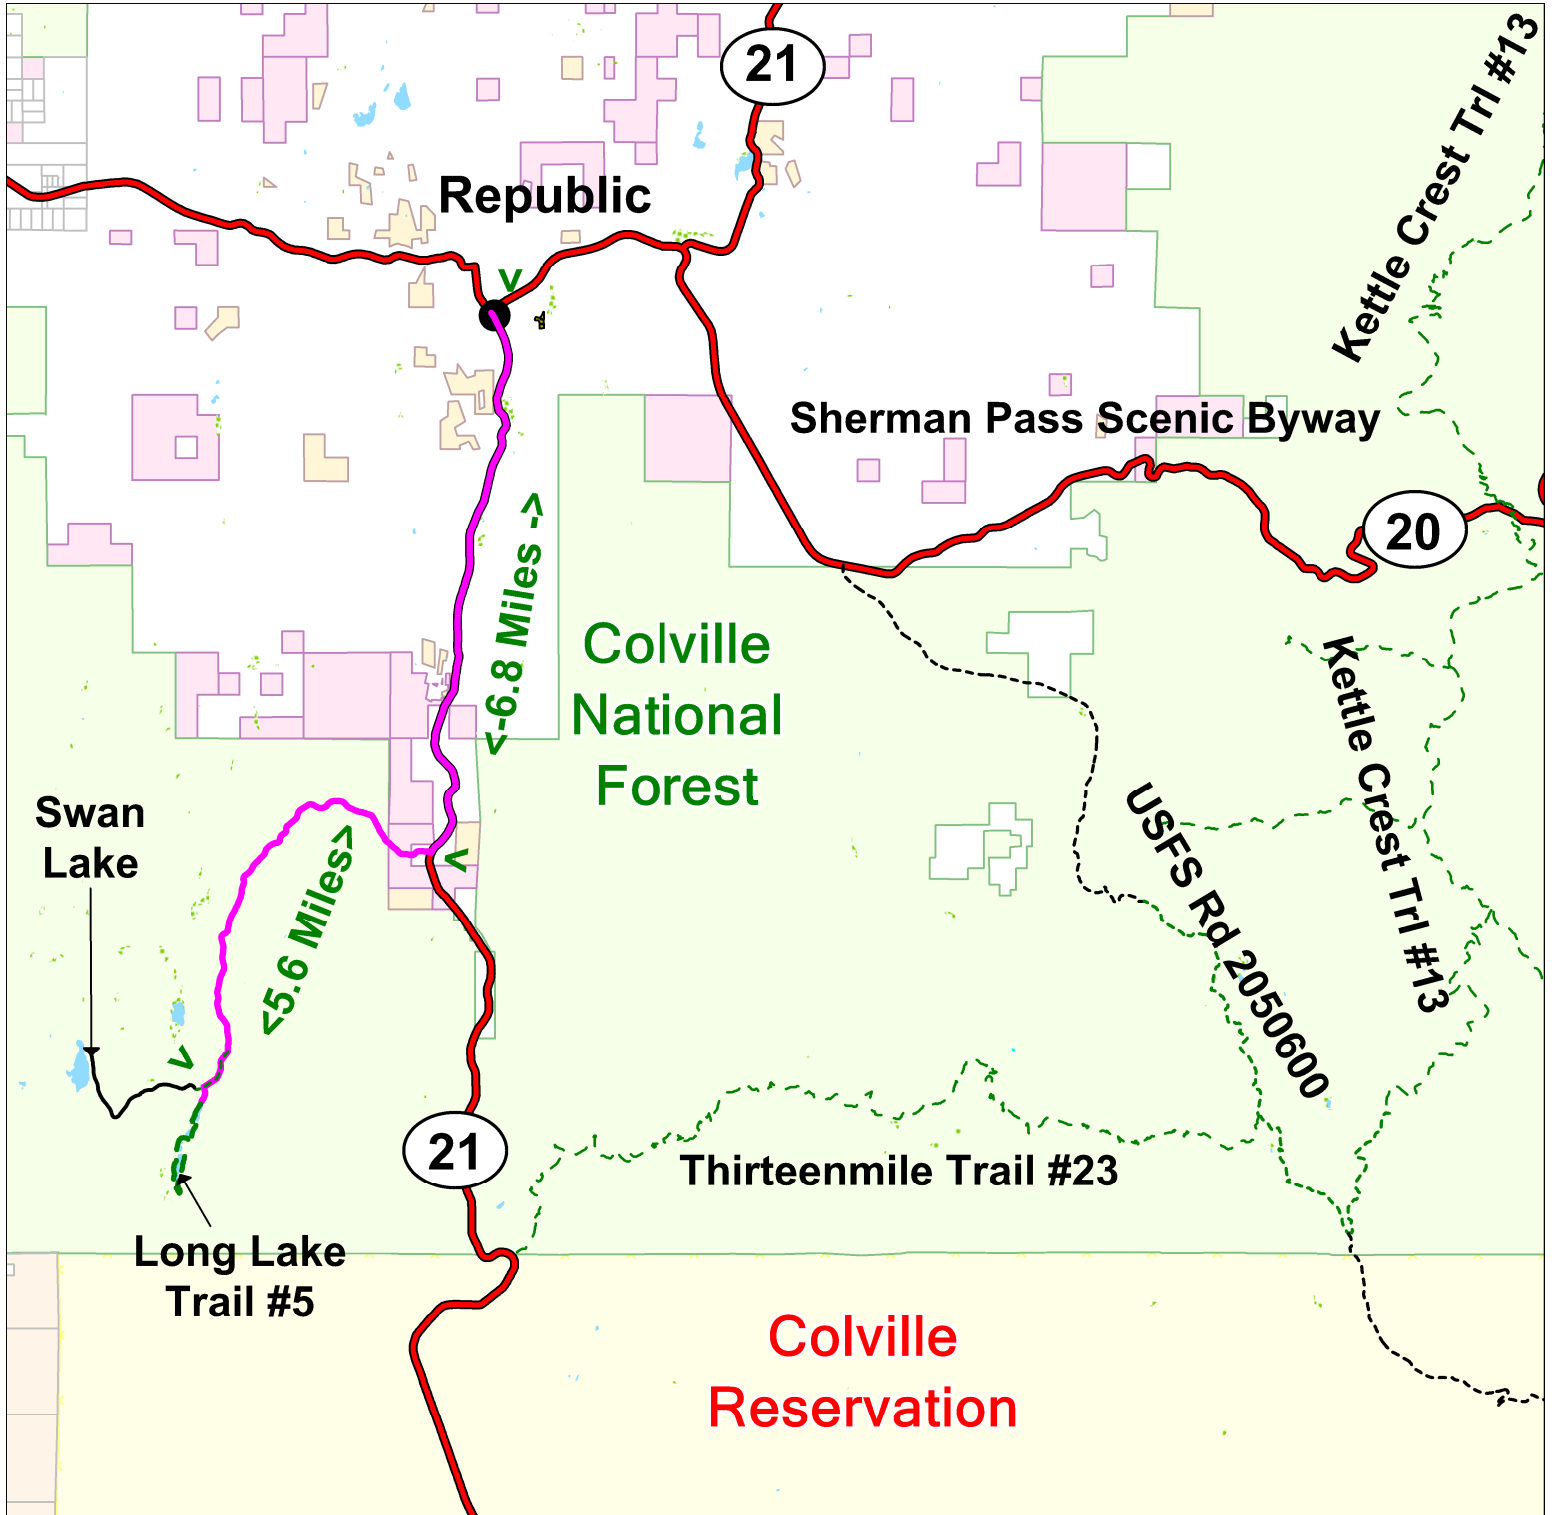 21
Kettle Crest Trl #13
Republic
Sherman Pass Scenic Byway
20
<-6.8 Miles ->
Colville
National
Forest
Kettle Crest Trl #13
Swan
Lake
<5.6 Miles>
USFS Rd 2050600
21
Thirteenmile Trail #23
Long Lake
Trail #5
Colville
Reservation